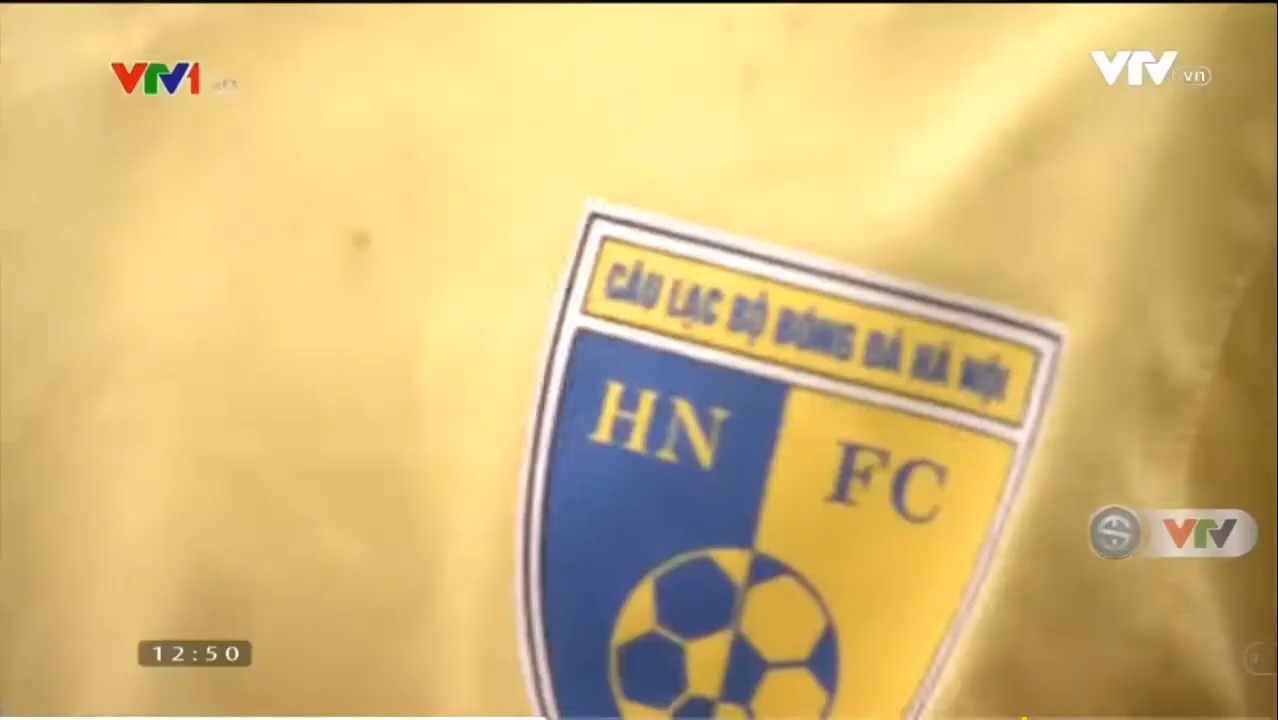 VTV1
VTV.vn
CÂU LẠC BỘ BÓNG ĐÁ HÀ NỘI
HN FC
VTV
12:50